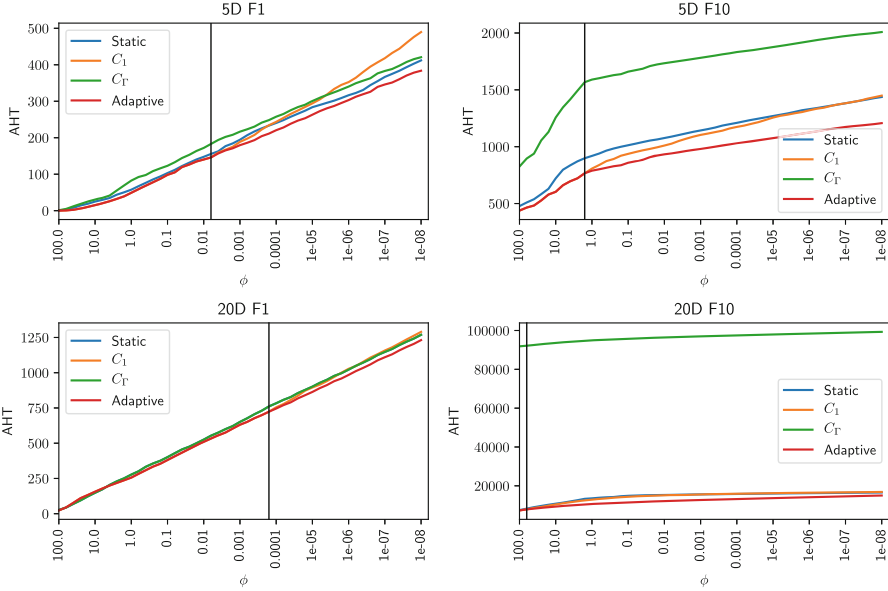 5D F1
AHT
500
400
300
200
100
0
Static
C₁
C_Γ
Adaptive
100.0 10.0 1.0 0.1 0.01 0.001 0.0001 1e-05 1e-06 1e-07 1e-08
ϕ
5D F10
AHT
2000
1500
1000
500
Static
C₁
C_Γ
Adaptive
100.0 10.0 1.0 0.1 0.01 0.001 0.0001 1e-05 1e-06 1e-07 1e-08
ϕ
20D F1
AHT
1250
1000
750
500
250
0
Static
C₁
C_Γ
Adaptive
100.0 10.0 1.0 0.1 0.01 0.001 0.0001 1e-05 1e-06 1e-07 1e-08
ϕ
20D F10
AHT
100000
80000
60000
40000
20000
Static
C₁
C_Γ
Adaptive
100.0 10.0 1.0 0.1 0.01 0.001 0.0001 1e-05 1e-06 1e-07 1e-08
ϕ